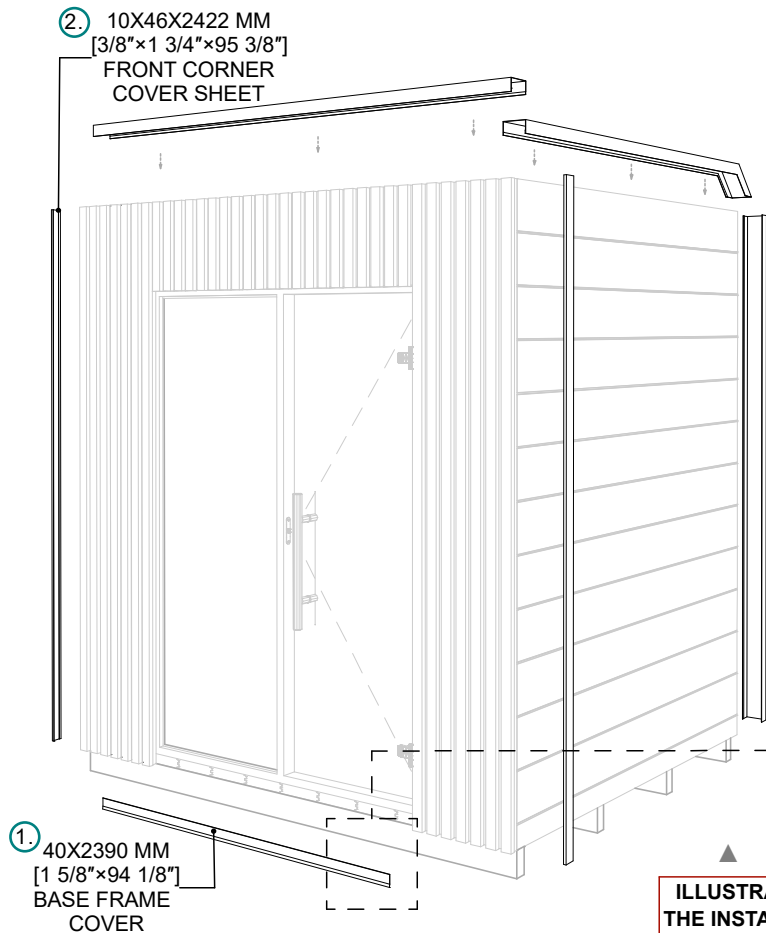 2. 10X46X2422 MM
[3/8″×1 3/4″×95 3/8″]
FRONT CORNER
COVER SHEET
1. 40X2390 MM
[1 5/8″×94 1/8″]
BASE FRAME
COVER
ILLUSTRA
THE INSTA